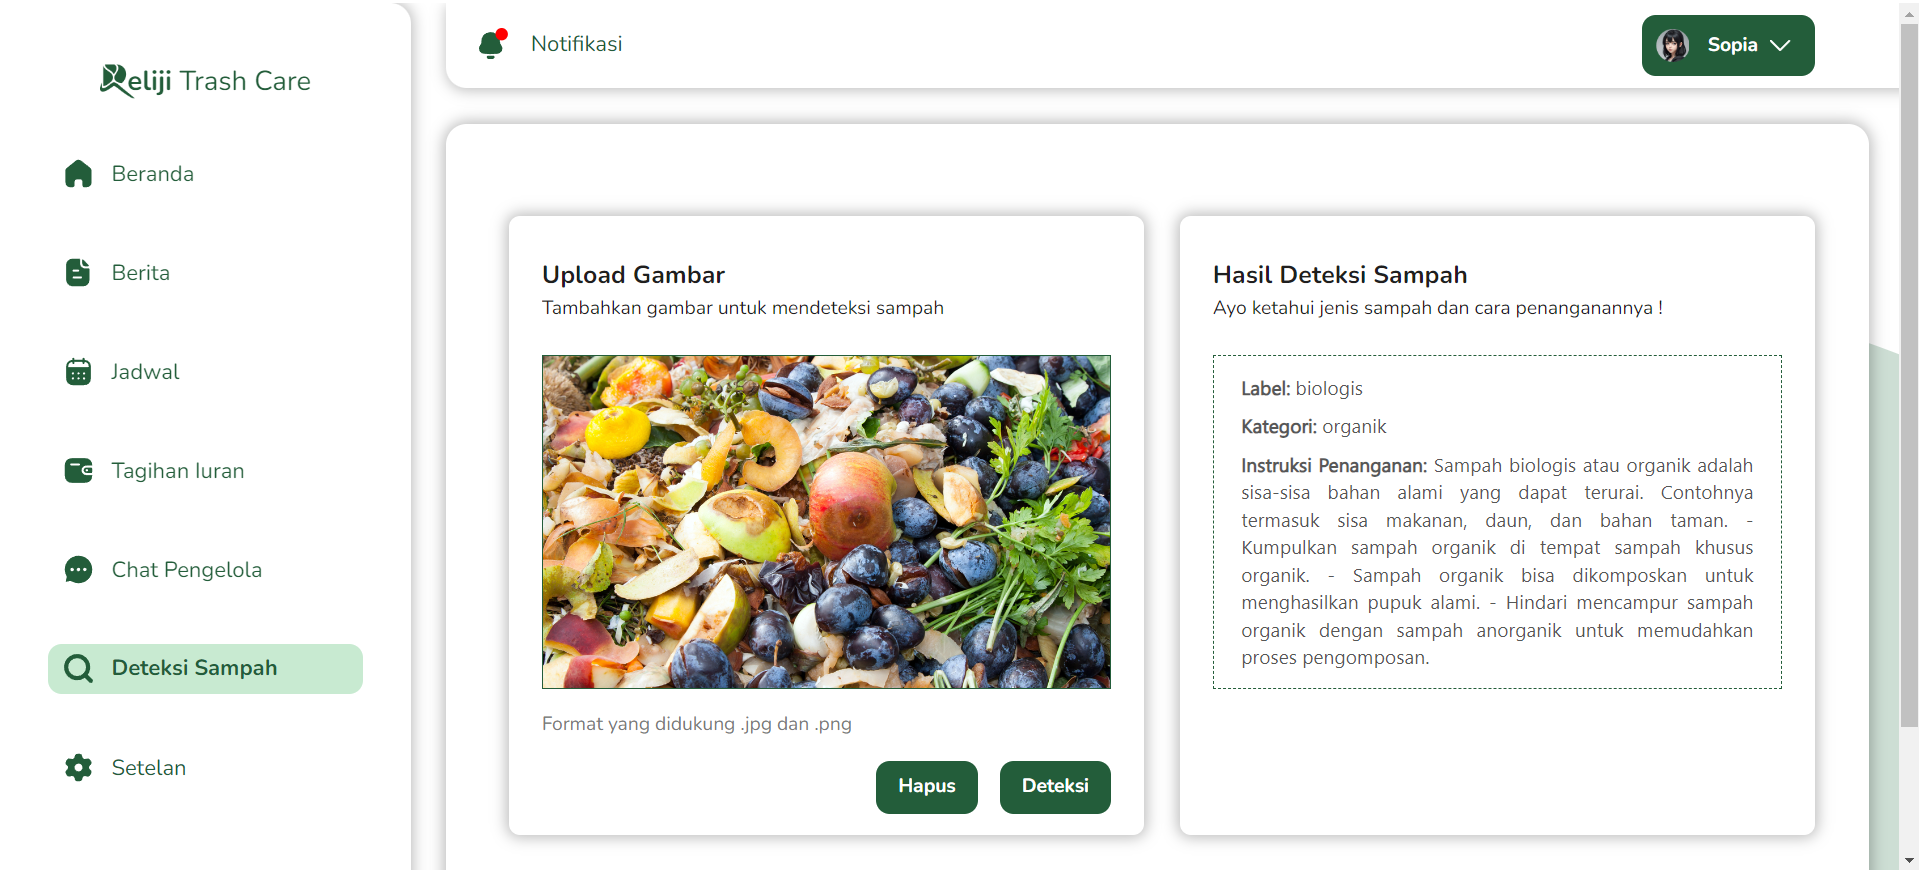 Reliji Trash Care
Beranda
Berita
Jadwal
Tagihan Iuran
Chat Pengelola
Deteksi Sampah
Setelan
Notifikasi
Sopia
Upload Gambar
Tambahkan gambar untuk mendeteksi sampah
Format yang didukung .jpg dan .png
Hapus
Deteksi
Hasil Deteksi Sampah
Ayo ketahui jenis sampah dan cara penanganannya !
Label: biologis
Kategori: organik
Instruksi Penanganan: Sampah biologis atau organik adalah
sisa-sisa bahan alami yang dapat terurai. Contohnya
termasuk sisa makanan, daun, dan bahan taman. -
Kumpulkan sampah organik di tempat sampah khusus
organik. - Sampah organik bisa dikomposkan untuk
menghasilkan pupuk alami. - Hindari mencampur sampah
organik dengan sampah anorganik untuk memudahkan
proses pengomposan.